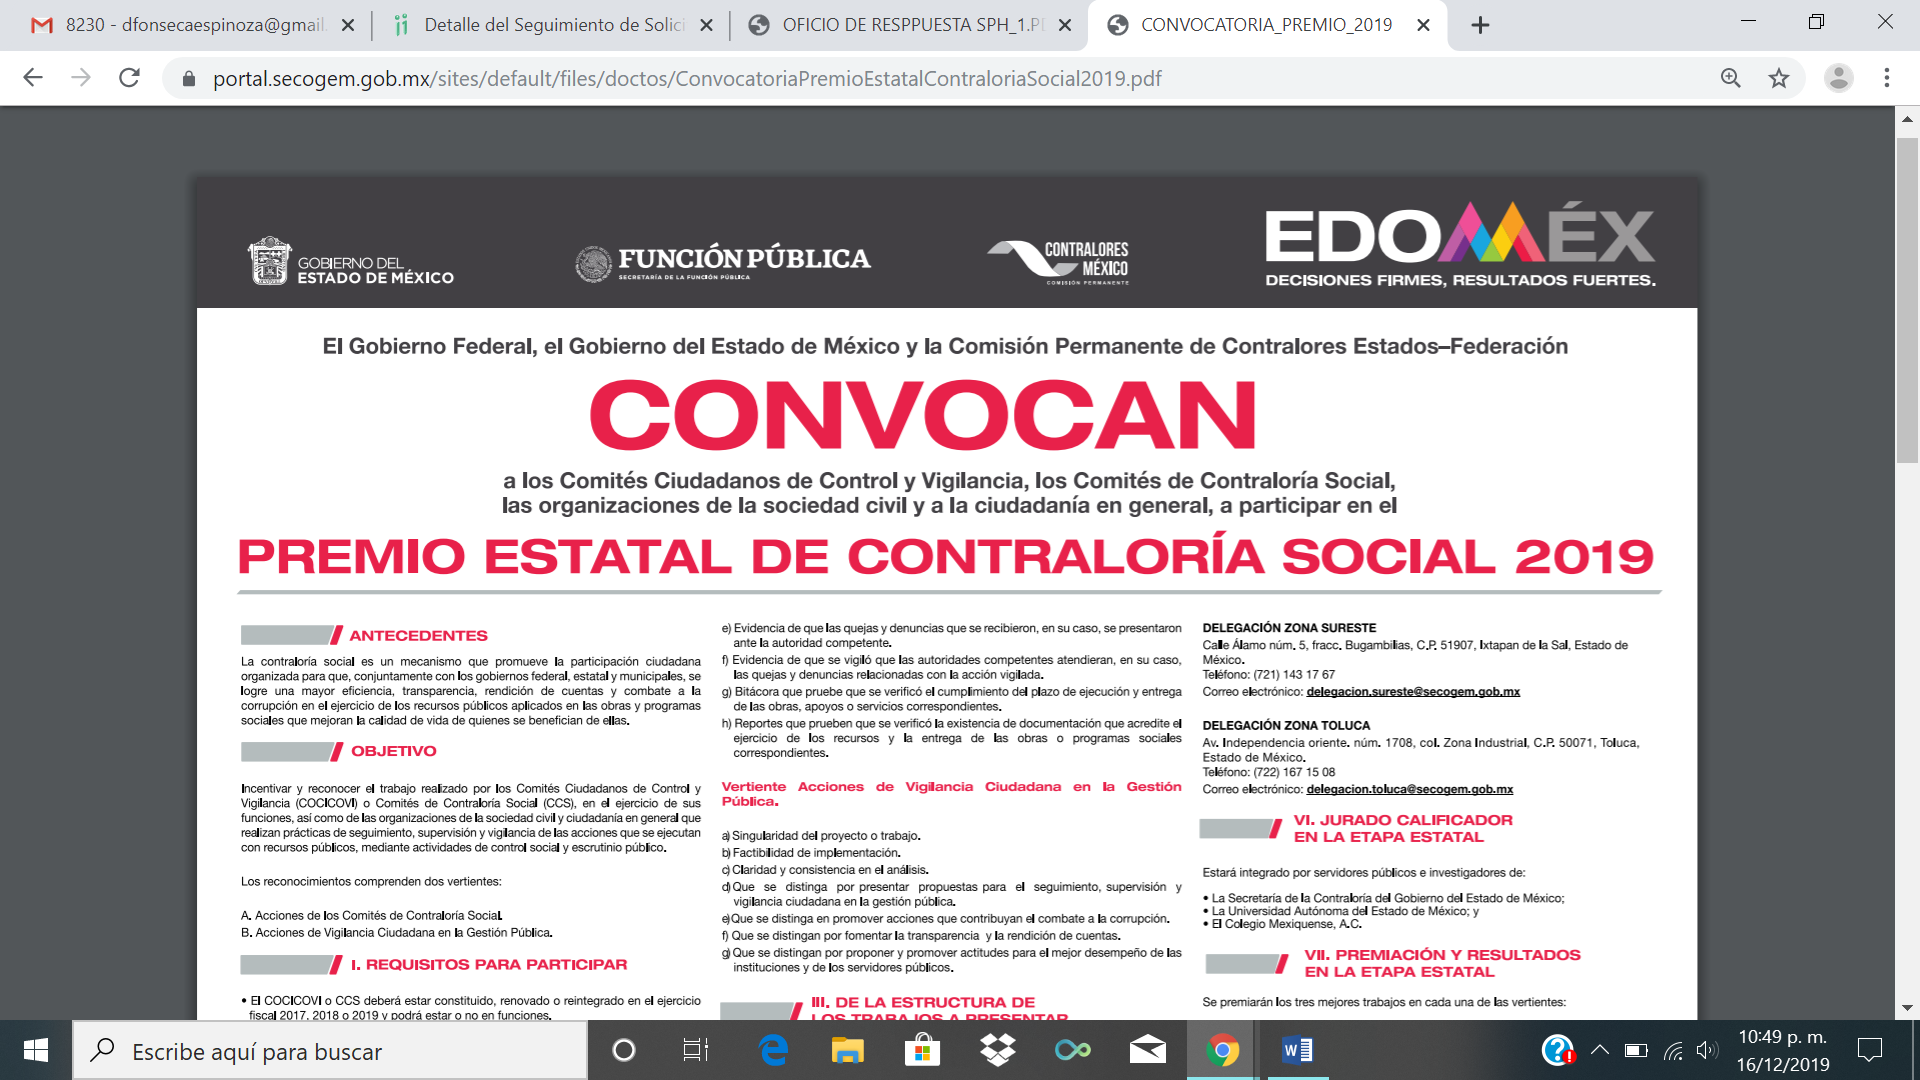 8230 - dfonsecaespinoza@gmail.
Detalle del Seguimiento de Solici
OFICIO DE RESPPUESTA SPH_1.P
CONVOCATORIA_PREMIO_2019
portal.secogem.gob.mx/sites/default/files/doctos/ConvocatoriaPremioEstatalContraloriaSocial2019.pdf
GOBIERNO DEL
ESTADO DE MÉXICO
FUNCIÓN PÚBLICA
SECRETARÍA DE LA FUNCIÓN PÚBLICA
CONTRALORES
MÉXICO
COMISIÓN PERMANENTE
EDOMÉX
DECISIONES FIRMES, RESULTADOS FUERTES.
El Gobierno Federal, el Gobierno del Estado de México y la Comisión Permanente de Contralores Estados–Federación
CONVOCAN
a los Comités Ciudadanos de Control y Vigilancia, los Comités de Contraloría Social,
las organizaciones de la sociedad civil y a la ciudadanía en general, a participar en el
PREMIO ESTATAL DE CONTRALORÍA SOCIAL 2019
ANTECEDENTES
La contraloría social es un mecanismo que promueve la participación ciudadana
organizada para que, conjuntamente con los gobiernos federal, estatal y municipales, se
logre una mayor eficiencia, transparencia, rendición de cuentas y combate a la
corrupción en el ejercicio de los recursos públicos aplicados en las obras y programas
sociales que mejoran la calidad de vida de quienes se benefician de ellas.
OBJETIVO
Incentivar y reconocer el trabajo realizado por los Comités Ciudadanos de Control y
Vigilancia (COCICOVI) o Comités de Contraloría Social (CCS), en el ejercicio de sus
funciones, así como de las organizaciones de la sociedad civil y ciudadanía en general que
realizan prácticas de seguimiento, supervisión y vigilancia de las acciones que se ejecutan
con recursos públicos, mediante actividades de control social y escrutinio público.
Los reconocimientos comprenden dos vertientes:
A. Acciones de los Comités de Contraloría Social.
B. Acciones de Vigilancia Ciudadana en la Gestión Pública.
I. REQUISITOS PARA PARTICIPAR
• El COCICOVI o CCS deberá estar constituido, renovado o reintegrado en el ejercicio
fiscal 2017, 2018 o 2019 y podrá estar o no en funciones.
e) Evidencia de que las quejas y denuncias que se recibieron, en su caso, se presentaron
ante la autoridad competente.
f) Evidencia de que se vigiló que las autoridades competentes atendieran, en su caso,
las quejas y denuncias relacionadas con la acción vigilada.
g) Bitácora que pruebe que se verificó el cumplimiento del plazo de ejecución y entrega
de las obras, apoyos o servicios correspondientes.
h) Reportes que prueben que se verificó la existencia de documentación que acredite el
ejercicio de los recursos y la entrega de las obras o programas sociales
correspondientes.
Vertiente Acciones de Vigilancia Ciudadana en la Gestión
Pública.
a) Singularidad del proyecto o trabajo.
b) Factibilidad de implementación.
c) Claridad y consistencia en el análisis.
d) Que se distinga por presentar propuestas para el seguimiento, supervisión y
vigilancia ciudadana en la gestión pública.
e) Que se distinga en promover acciones que contribuyan el combate a la corrupción.
f) Que se distingan por fomentar la transparencia y la rendición de cuentas.
g) Que se distingan por proponer y promover actitudes para el mejor desempeño de las
instituciones y de los servidores públicos.
III. DE LA ESTRUCTURA DE
LOS TRABAJOS A PRESENTAR
DELEGACIÓN ZONA SURESTE
Calle Álamo núm. 5, fracc. Bugambilias, C.P. 51907, Ixtapan de la Sal, Estado de
México.
Teléfono: (721) 143 17 67
Correo electrónico: delegacion.sureste@secogem.gob.mx
DELEGACIÓN ZONA TOLUCA
Av. Independencia oriente. núm. 1708, col. Zona Industrial, C.P. 50071, Toluca,
Estado de México.
Teléfono: (722) 167 15 08
Correo electrónico: delegacion.toluca@secogem.gob.mx
VI. JURADO CALIFICADOR
EN LA ETAPA ESTATAL
Estará integrado por servidores públicos e investigadores de:
• La Secretaría de la Contraloría del Gobierno del Estado de México;
• La Universidad Autónoma del Estado de México; y
• El Colegio Mexiquense, A.C.
VII. PREMIACIÓN Y RESULTADOS
EN LA ETAPA ESTATAL
Se premiarán los tres mejores trabajos en cada una de las vertientes:
Escribe aquí para buscar
10:49 p. m.
16/12/2019